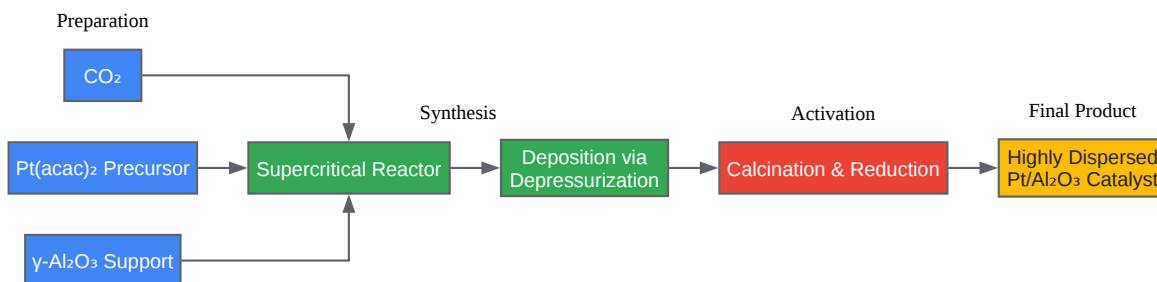 Preparation
CO₂
Synthesis
Activation
Final Product
Pt(acac)₂ Precursor
Supercritical Reactor
Deposition via
Depressurization
Calcination & Reduction
Highly Dispersed
Pt/Al₂O₃ Catalyst
γ-Al₂O₃ Support